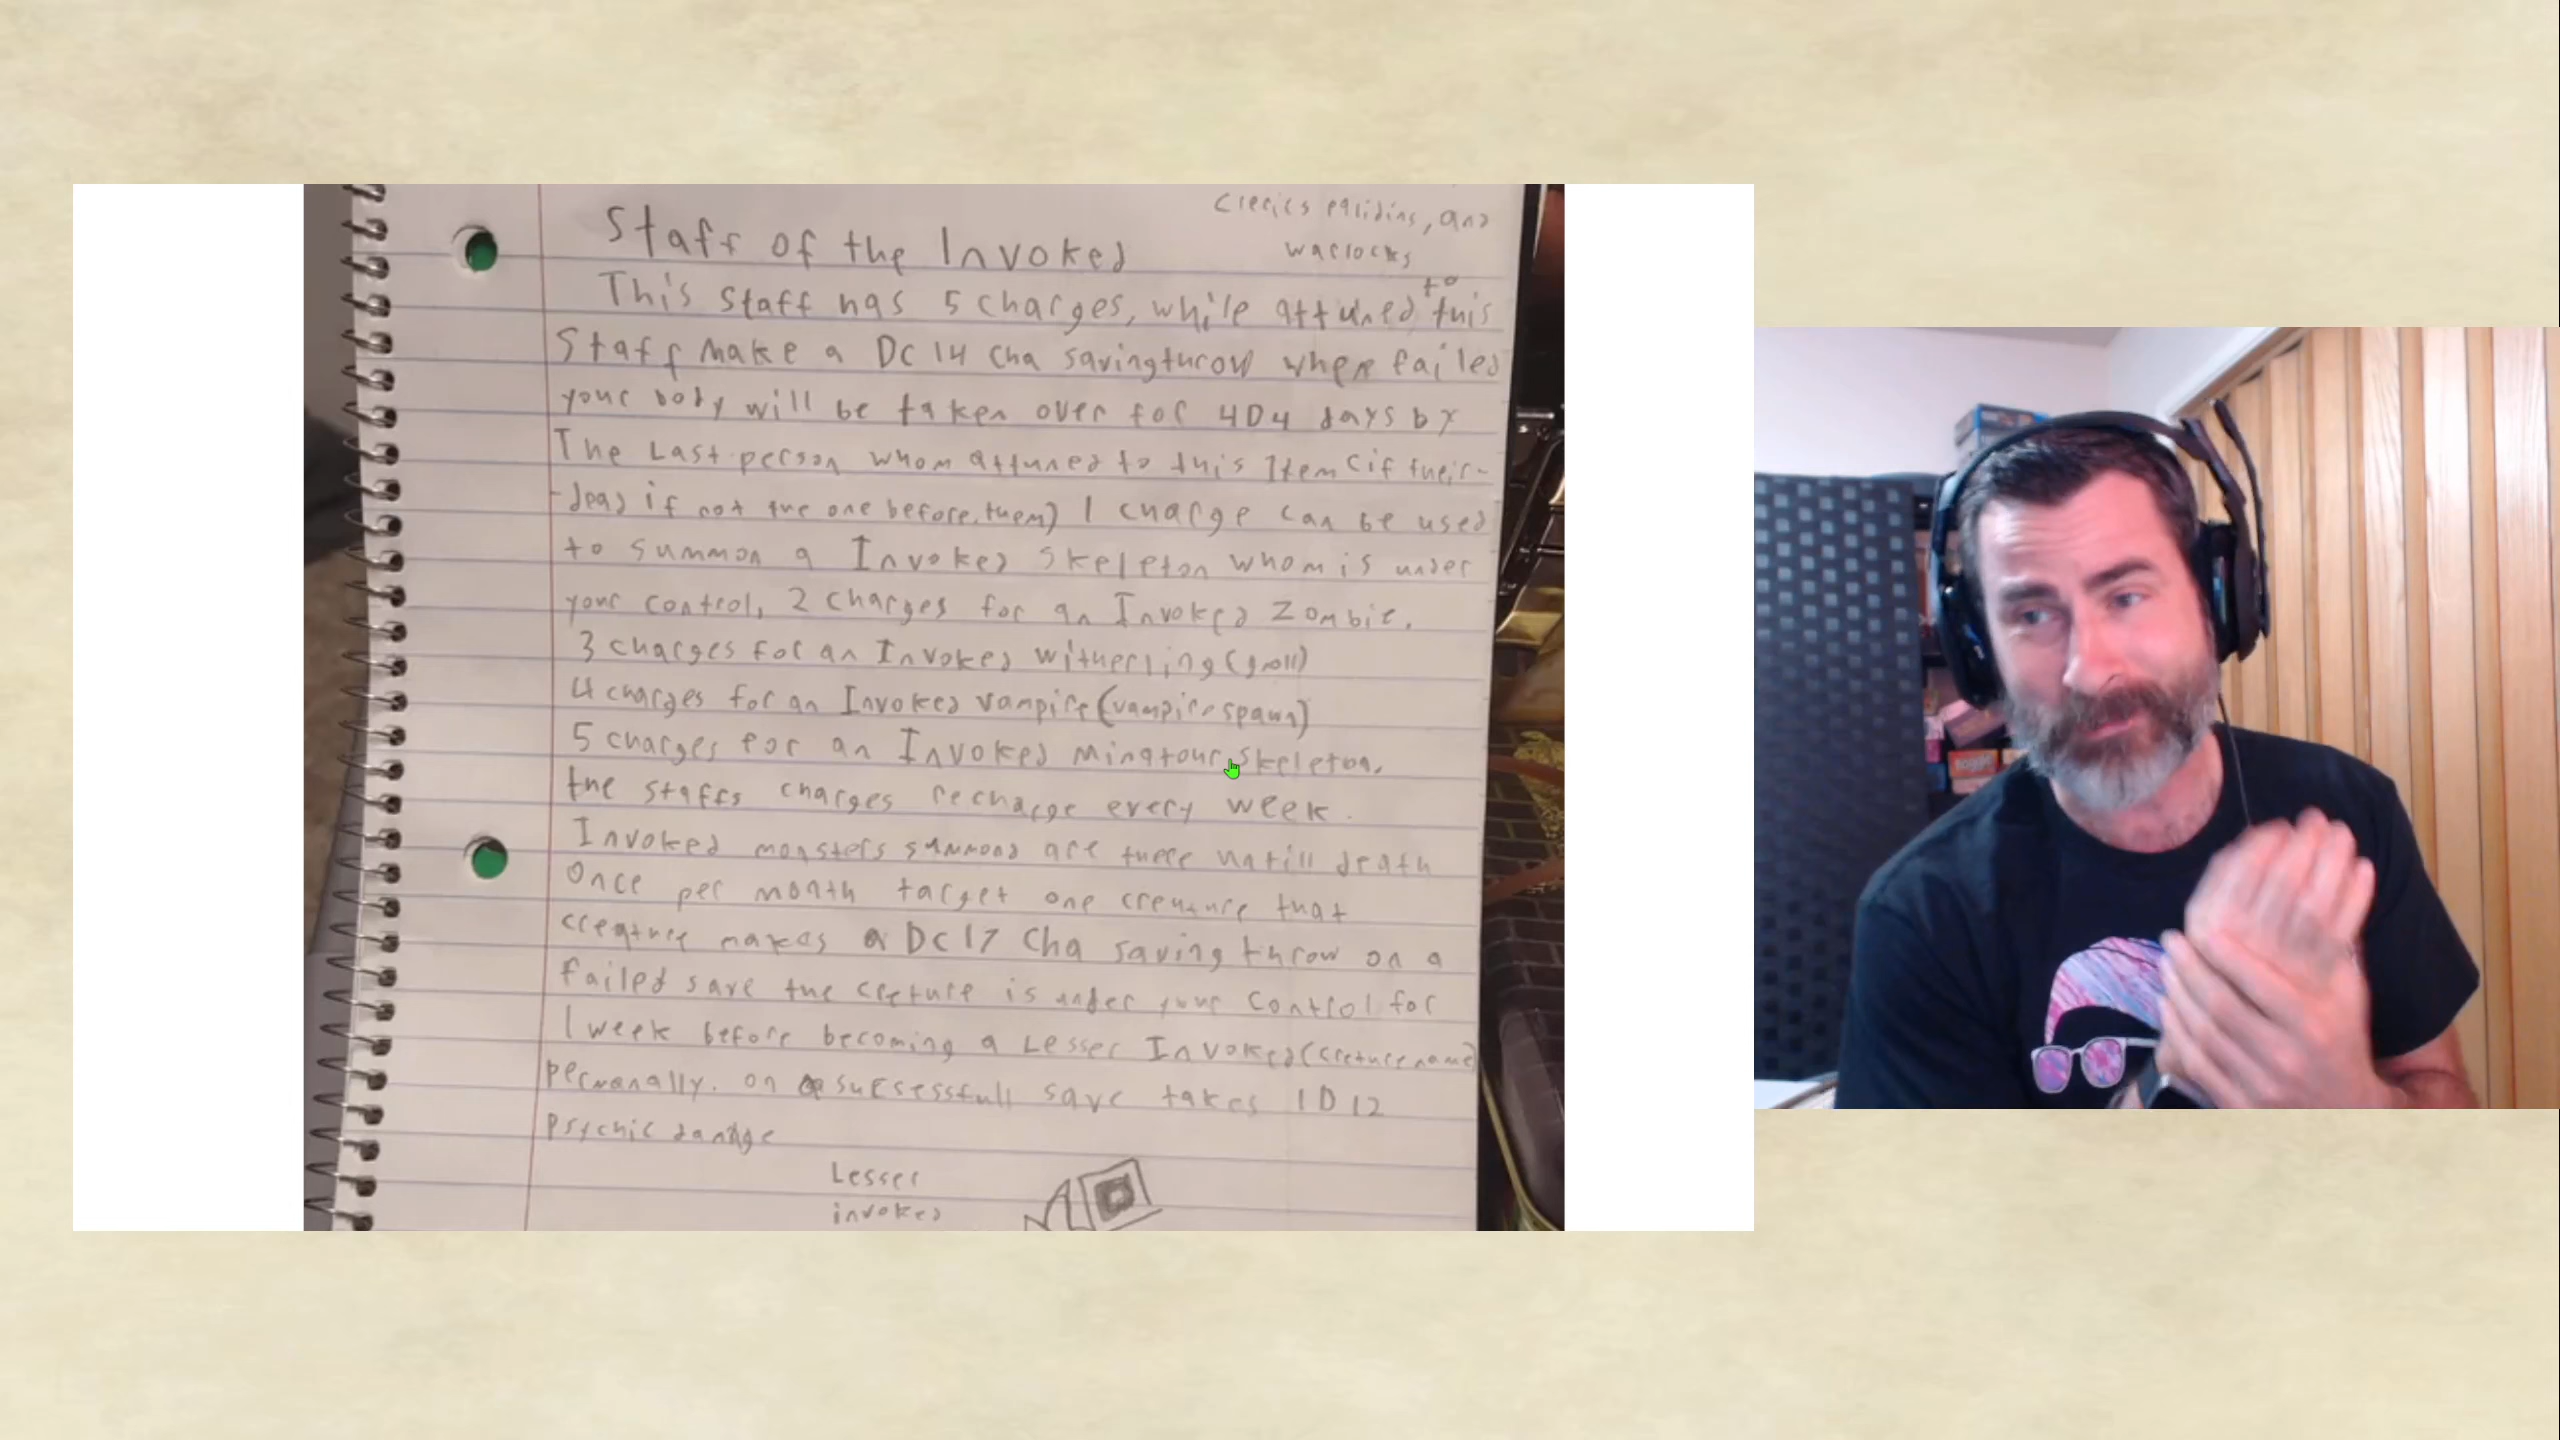 Clerics Palidins, and
warlocks
Staff of the Invoked
This staff has 5 charges, while attuned to this
Staff make a DC 14 Cha savingthrow when failed
your body will be taken over for 4D4 days by
The Last person whom attuned to this Item (if their-
-dead if not the one before them) 1 charge can be used
to summon a Invoked skeleton whom is under
your control, 2 charges for an Invoked Zombie.
3 charges for an Invoked witherling (gnoll)
4 charges for an Invoked vampire (vampire spawn)
5 charges for an Invoked minatour skeleton.
the staffs charges recharge every week.
Invoked monsters summond are there untill death
Once per month target one creature that
creature makes a DC 17 Cha saving throw on a
failed save the creture is under your control for
1 week before becoming a Lesser Invoked (creture name)
permanally. on a sucsessfull save takes 1D12
psychic damage
Lesser
invoked